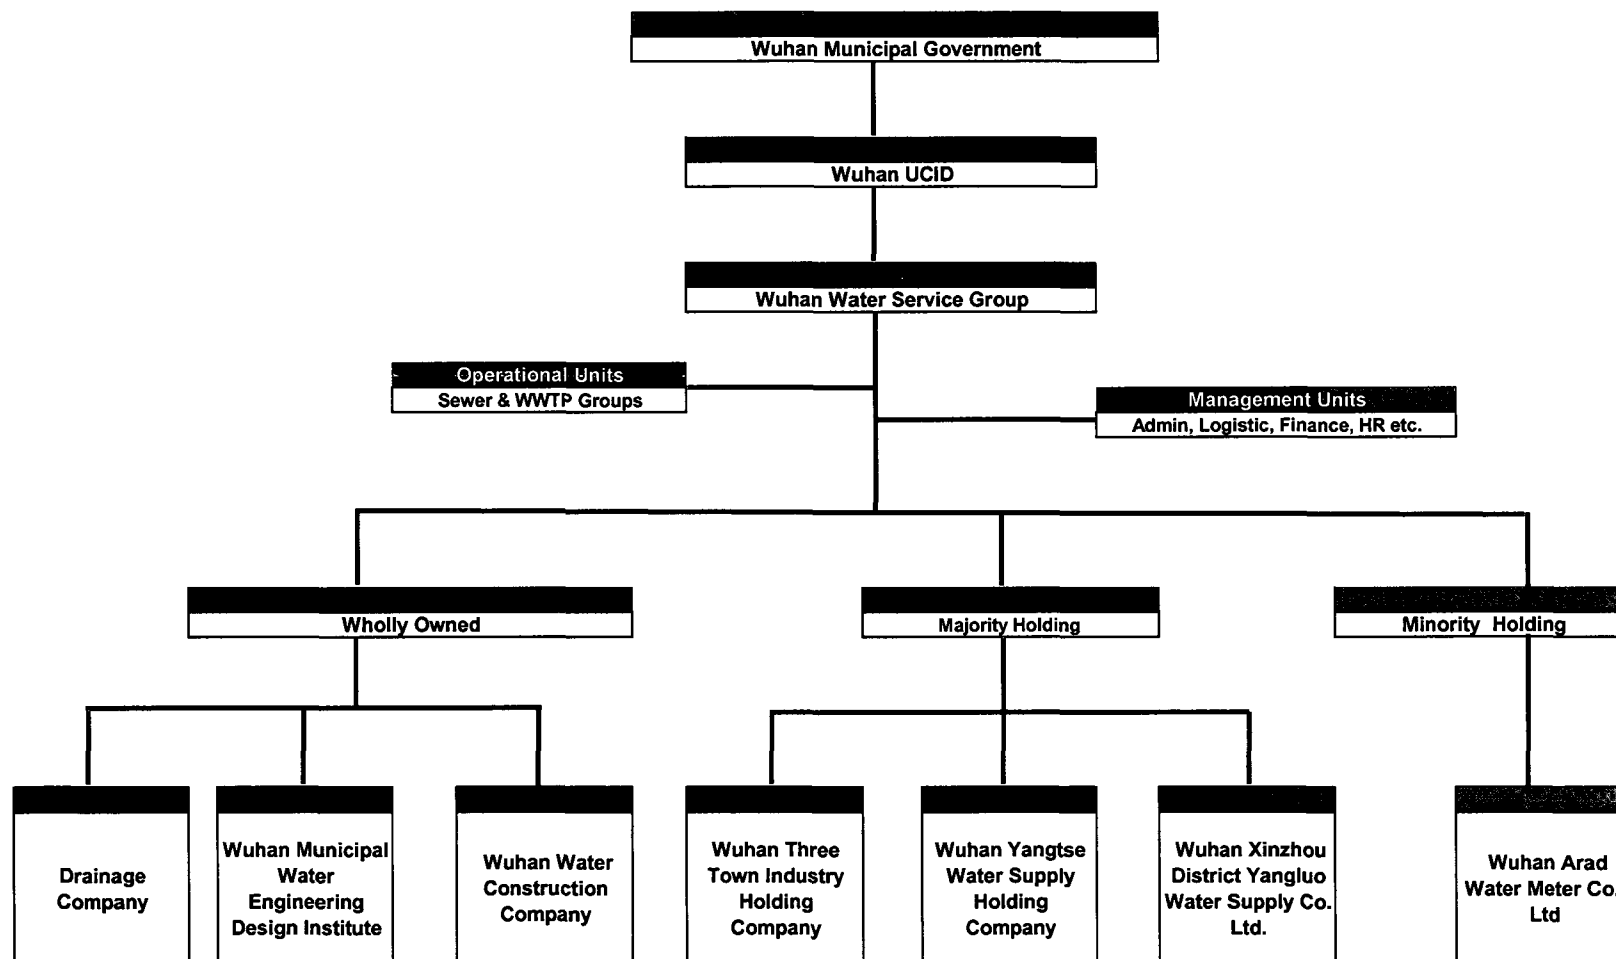 Wuhan Municipal Government
Wuhan UCID
Wuhan Water Service Group
Operational Units
Sewer & WWTP Groups
Management Units
Admin, Logistic, Finance, HR etc.
Wholly Owned
Majority Holding
Minority Holding
Drainage
Company
Wuhan Municipal
Water
Engineering
Design Institute
Wuhan Water
Construction
Company
Wuhan Three
Town Industry
Holding
Company
Wuhan Yangtse
Water Supply
Holding
Company
Wuhan Xinzhou
District Yangluo
Water Supply Co.
Ltd.
Wuhan Arad
Water Meter Co.
Ltd